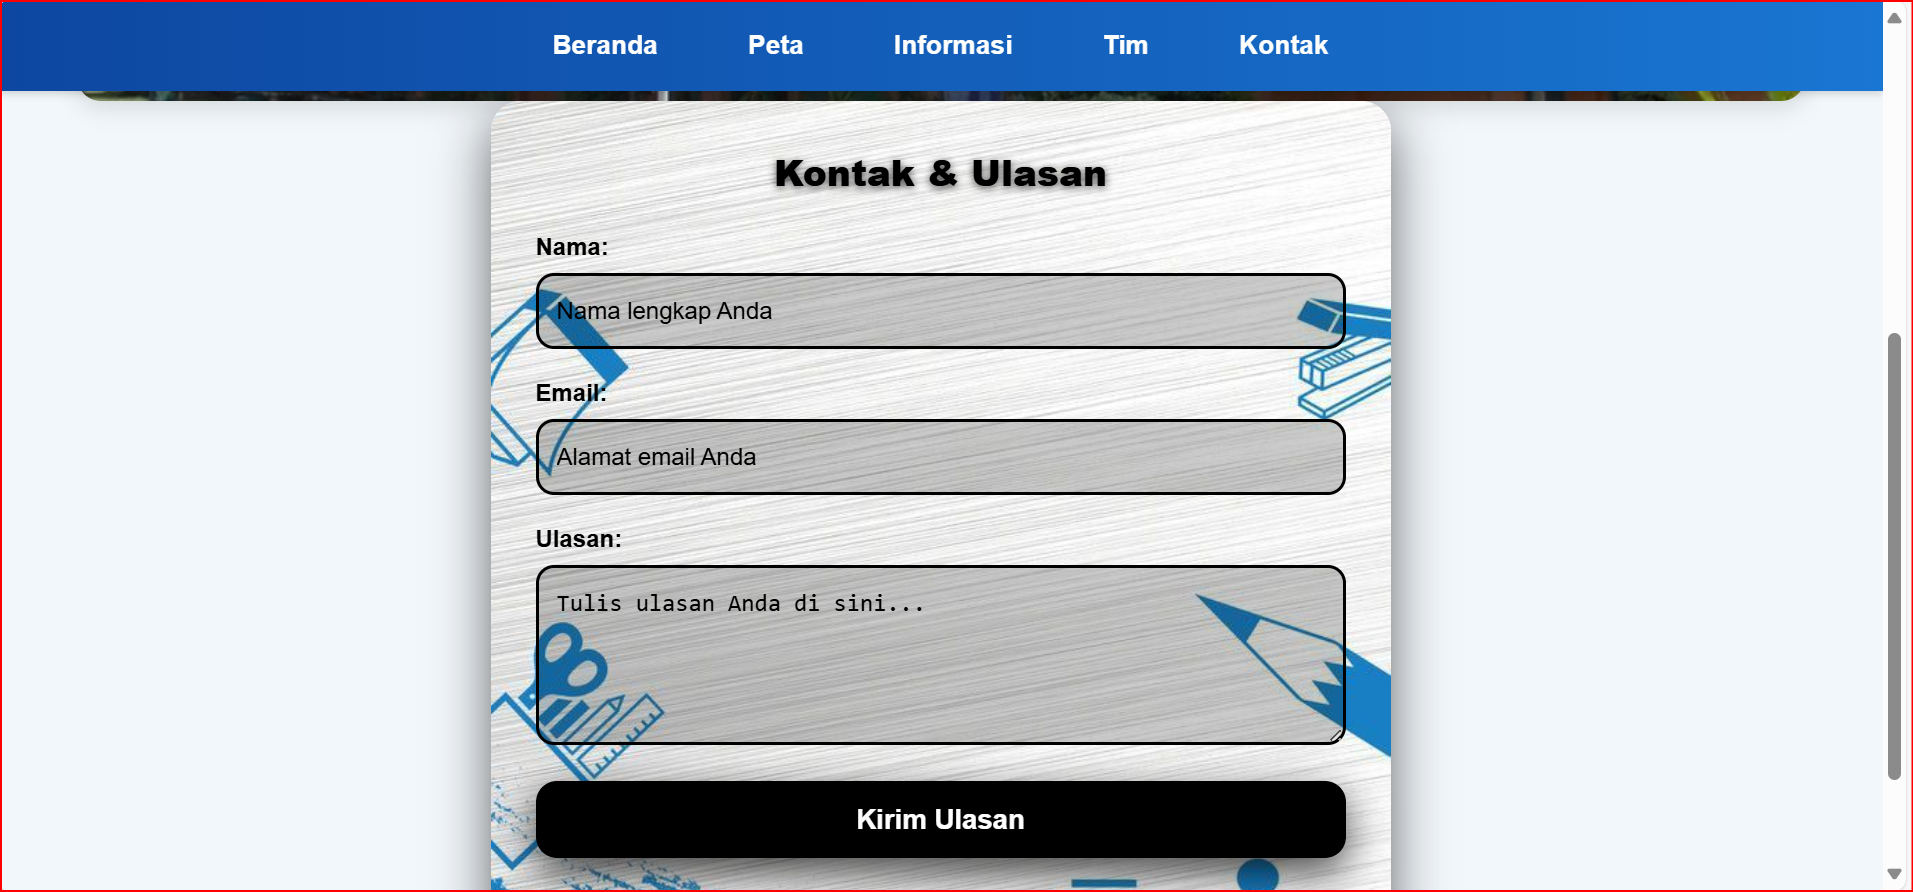 Beranda Peta Informasi Tim Kontak
Kontak & Ulasan
Nama:
Nama lengkap Anda
Email:
Alamat email Anda
Ulasan:
Tulis ulasan Anda di sini...
Kirim Ulasan